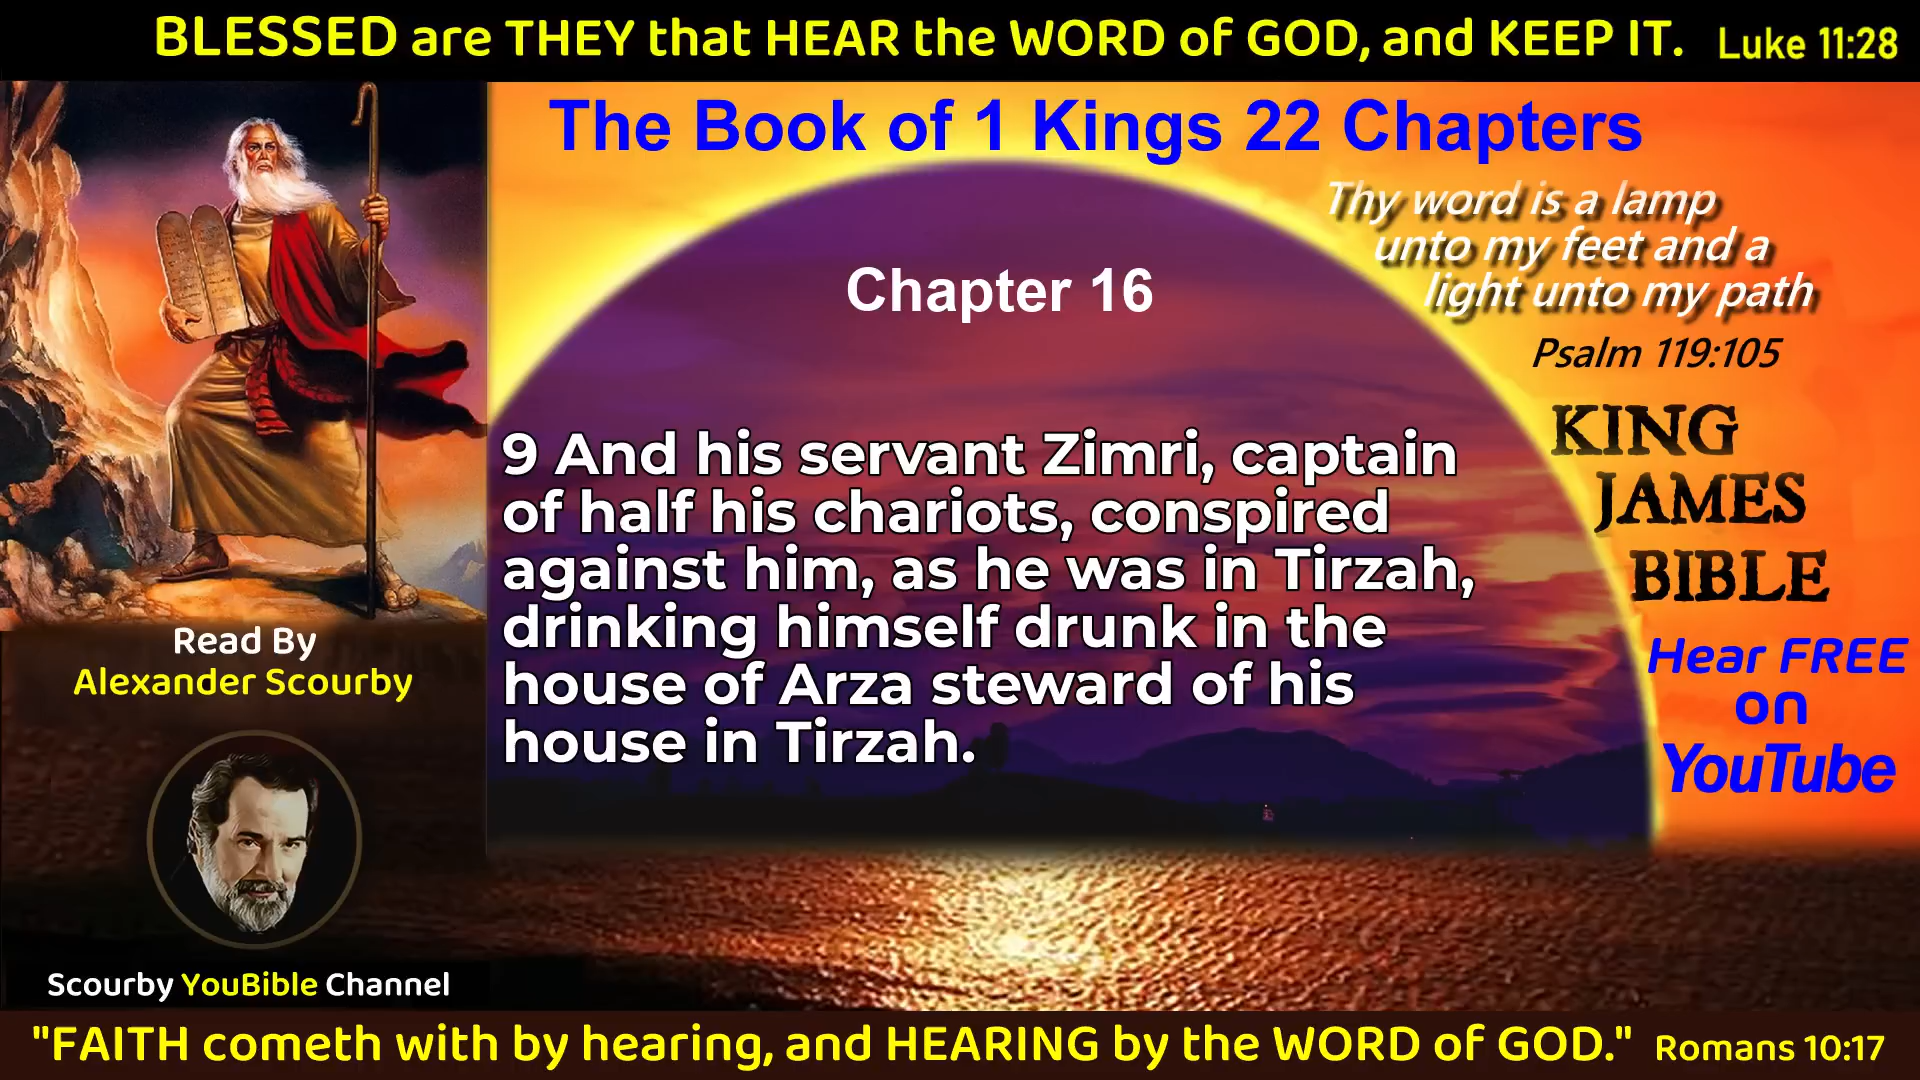 BLESSED are THEY that HEAR the WORD of GOD, and KEEP IT. Luke 11:28
The Book of 1 Kings 22 Chapters
Thy word is a lamp
unto my feet and a
light unto my path
Psalm 119:105
Chapter 16
KING
JAMES
BIBLE
9 And his servant Zimri, captain
of half his chariots, conspired
against him, as he was in Tirzah,
drinking himself drunk in the
house of Arza steward of his
house in Tirzah.
Hear FREE
on
YouTube
Read By
Alexander Scourby
Scourby YouBible Channel
"FAITH cometh with by hearing, and HEARING by the WORD of GOD." Romans 10:17